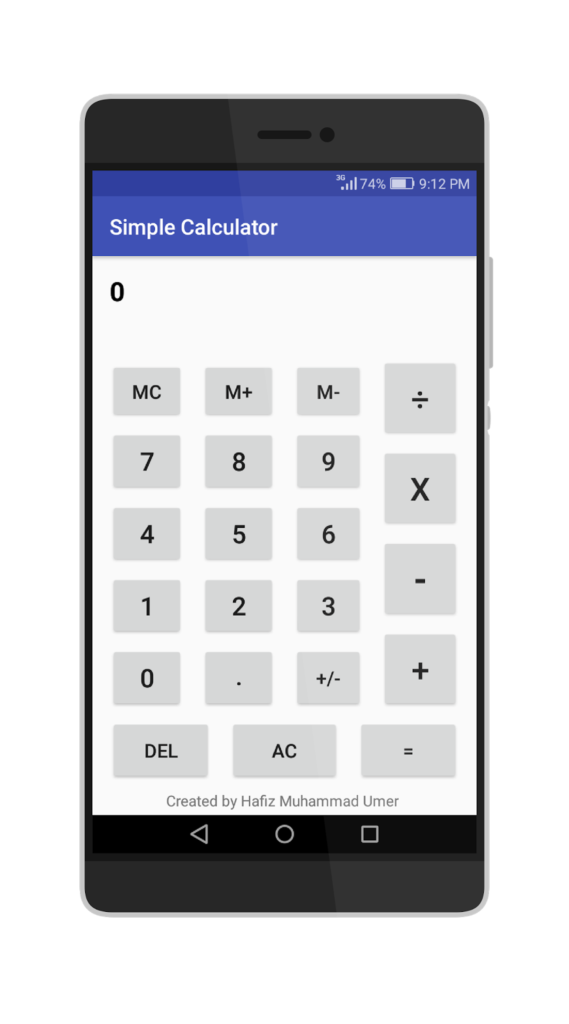 3G 74% 9:12 PM
Simple Calculator
0
MC M+ M- ÷
7 8 9
X
4 5 6
-
1 2 3
+
0 . +/-
DEL AC =
Created by Hafiz Muhammad Umer